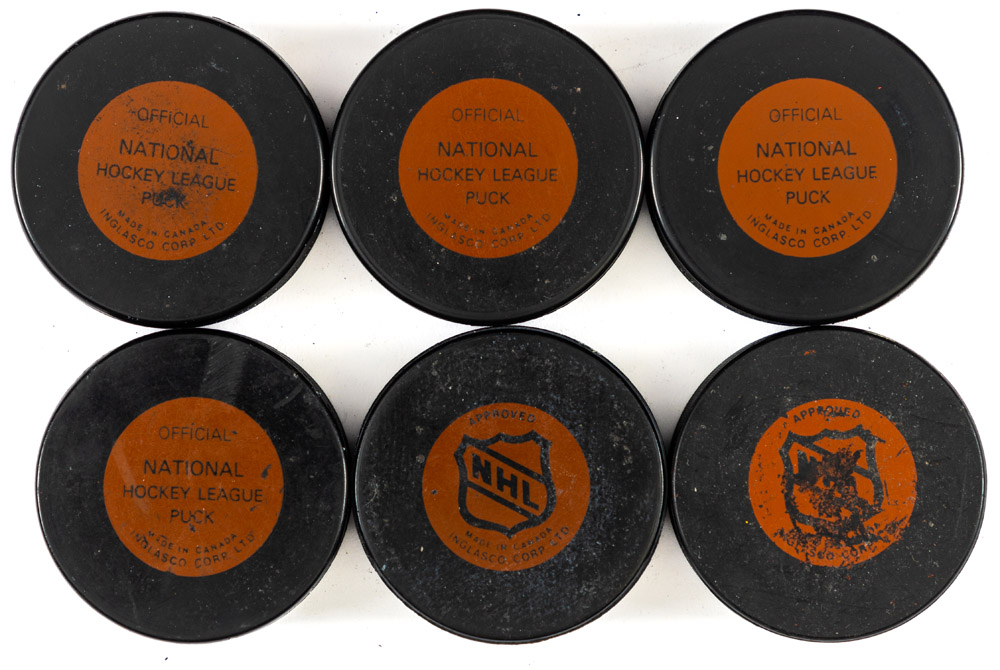 OFFICIAL
NATIONAL
HOCKEY LEAGUE
PUCK
MADE IN CANADA
INGLASCO CORP. LTD.
OFFICIAL
NATIONAL
HOCKEY LEAGUE
PUCK
MADE IN CANADA
INGLASCO CORP. LTD.
OFFICIAL
NATIONAL
HOCKEY LEAGUE
PUCK
MADE IN CANADA
INGLASCO CORP. LTD.
OFFICIAL
NATIONAL
HOCKEY LEAGUE
PUCK
MADE IN CANADA
INGLASCO CORP. LTD.
APPROVED
NHL
MADE IN CANADA
INGLASCO CORP. LTD.
APPROVED
INGLASCO CORP.